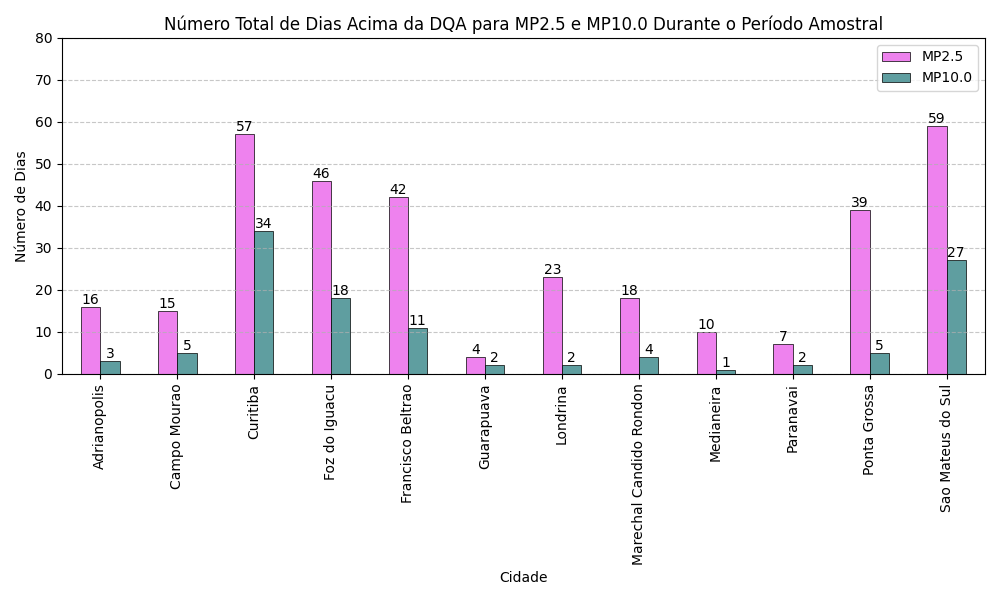 Número Total de Dias Acima da DQA para MP2.5 e MP10.0 Durante o Período Amostral
MP2.5
MP10.0
Número de Dias
80
70
60
50
40
30
20
10
0
16
3
15
5
57
34
46
18
42
11
4
2
23
2
18
4
10
1
7
2
39
5
59
27
Adrianopolis
Campo Mourao
Curitiba
Foz do Iguacu
Francisco Beltrao
Guarapuava
Londrina
Marechal Candido Rondon
Medianeira
Paranavai
Ponta Grossa
Sao Mateus do Sul
Cidade